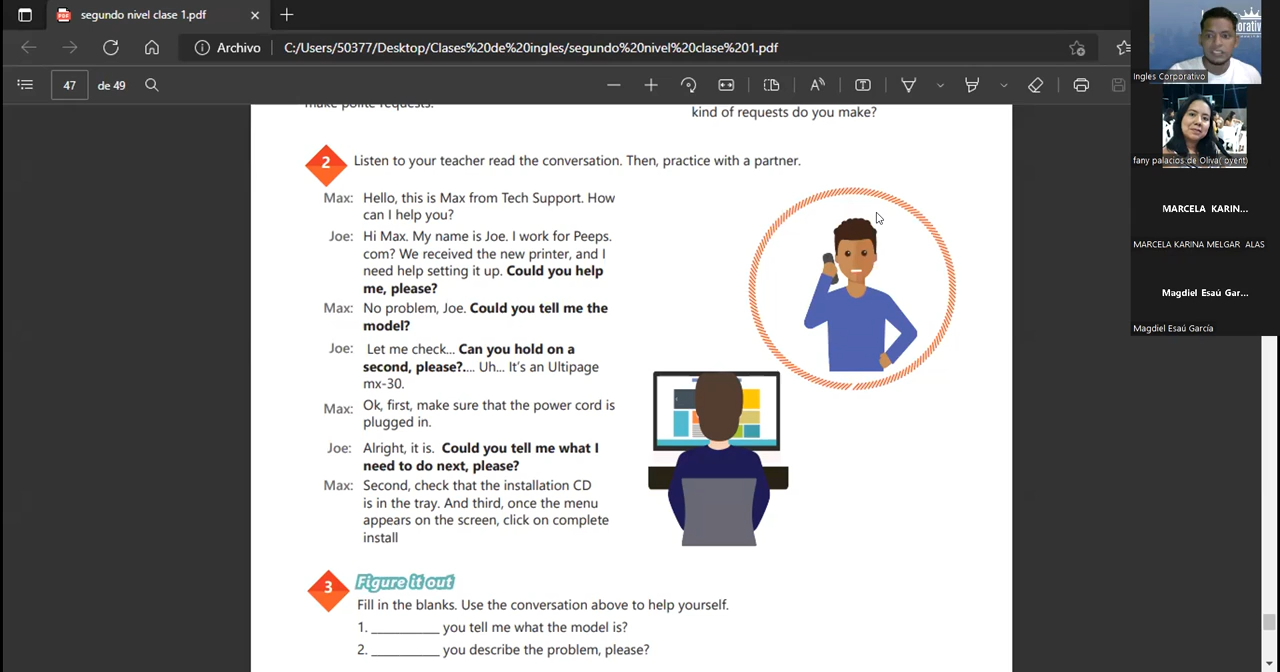 segundo nivel clase 1.pdf
Archivo
C:/Users/50377/Desktop/Clases%20de%20ingles/segundo%20nivel%20clase%201.pdf
47 de 49
make polite requests.
kind of requests do you make?
2
Listen to your teacher read the conversation. Then, practice with a partner.
Max: Hello, this is Max from Tech Support. How
can I help you?
Joe: Hi Max. My name is Joe. I work for Peeps.
com? We received the new printer, and I
need help setting it up. Could you help
me, please?
Max: No problem, Joe. Could you tell me the
model?
Joe: Let me check... Can you hold on a
second, please?.... Uh... It's an Ultipage
mx-30.
Max: Ok, first, make sure that the power cord is
plugged in.
Joe: Alright, it is. Could you tell me what I
need to do next, please?
Max: Second, check that the installation CD
is in the tray. And third, once the menu
appears on the screen, click on complete
install
3
Figure it out
Fill in the blanks. Use the conversation above to help yourself.
1. __________ you tell me what the model is?
2. __________ you describe the problem, please?
Ingles Corporativo
fany palacios de Oliva( oyent)
MARCELA KARIN...
MARCELA KARINA MELGAR ALAS
Magdiel Esaú Gar...
Magdiel Esaú García